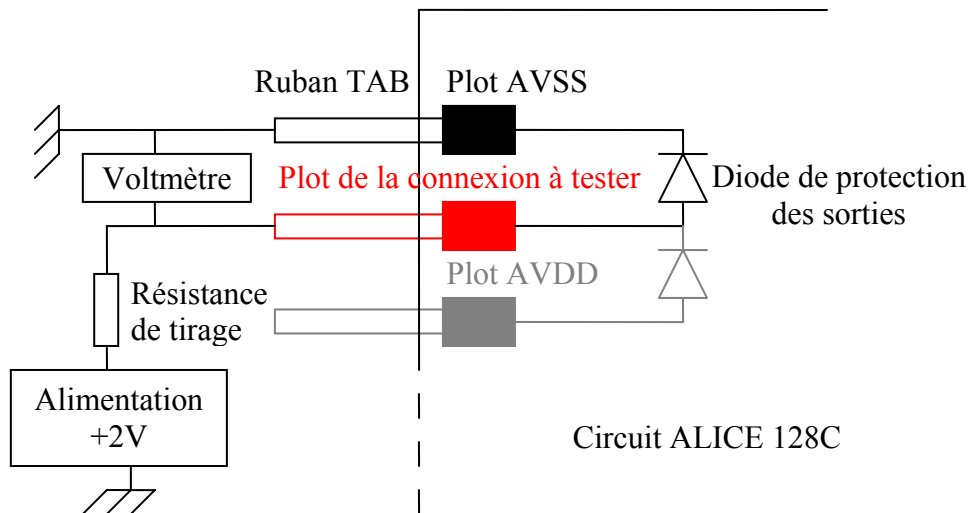 Ruban TAB
Plot AVSS
Voltmètre
Plot de la connexion à tester
Diode de protection
des sorties
Plot AVDD
Résistance
de tirage
Alimentation
+2V
Circuit ALICE 128C